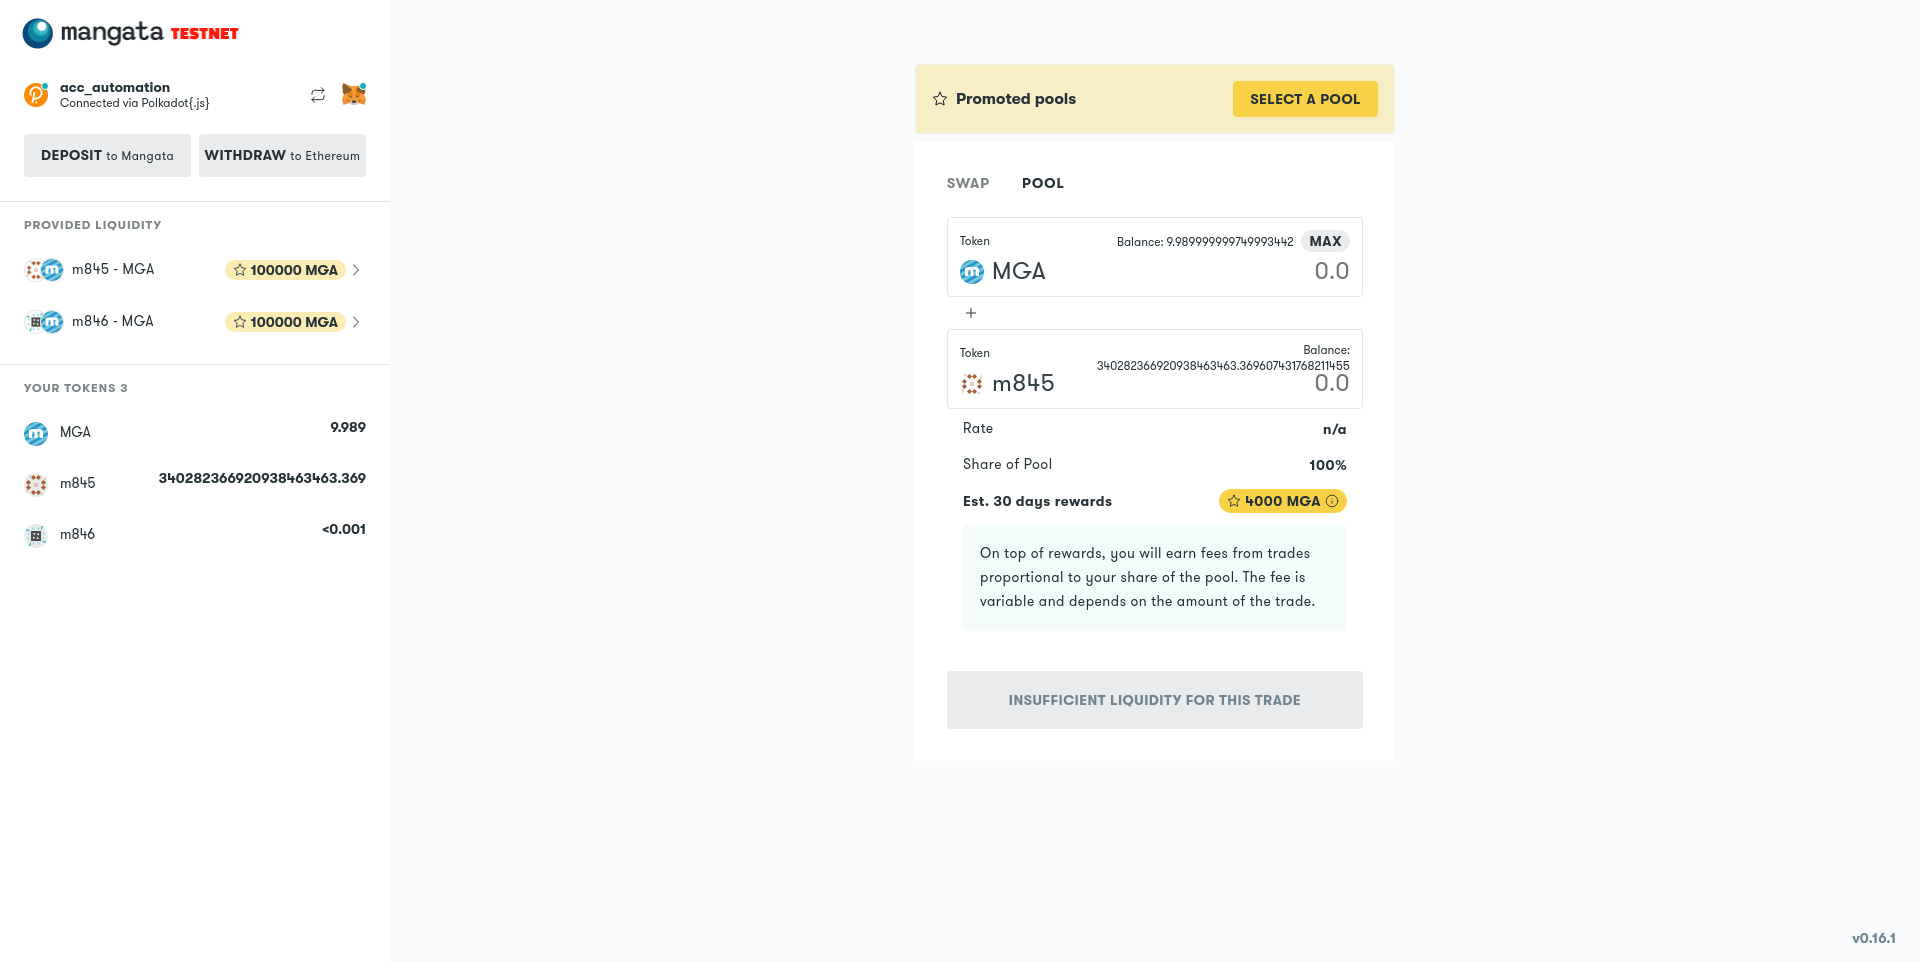 mangata TESTNET
acc_automation
Connected via Polkadot{.js}
DEPOSIT to Mangata
WITHDRAW to Ethereum
PROVIDED LIQUIDITY
m845 - MGA
100000 MGA
m846 - MGA
100000 MGA
YOUR TOKENS 3
MGA
9.989
m845
340282366920938463463.369
m846
<0.001
Promoted pools
SELECT A POOL
SWAP
POOL
Token
Balance: 9.989999999749993442
MAX
MGA
0.0
Token
Balance:
340282366920938463463.369607431768211455
m845
0.0
Rate
n/a
Share of Pool
100%
Est. 30 days rewards
4000 MGA
On top of rewards, you will earn fees from trades
proportional to your share of the pool. The fee is
variable and depends on the amount of the trade.
INSUFFICIENT LIQUIDITY FOR THIS TRADE
v0.16.1